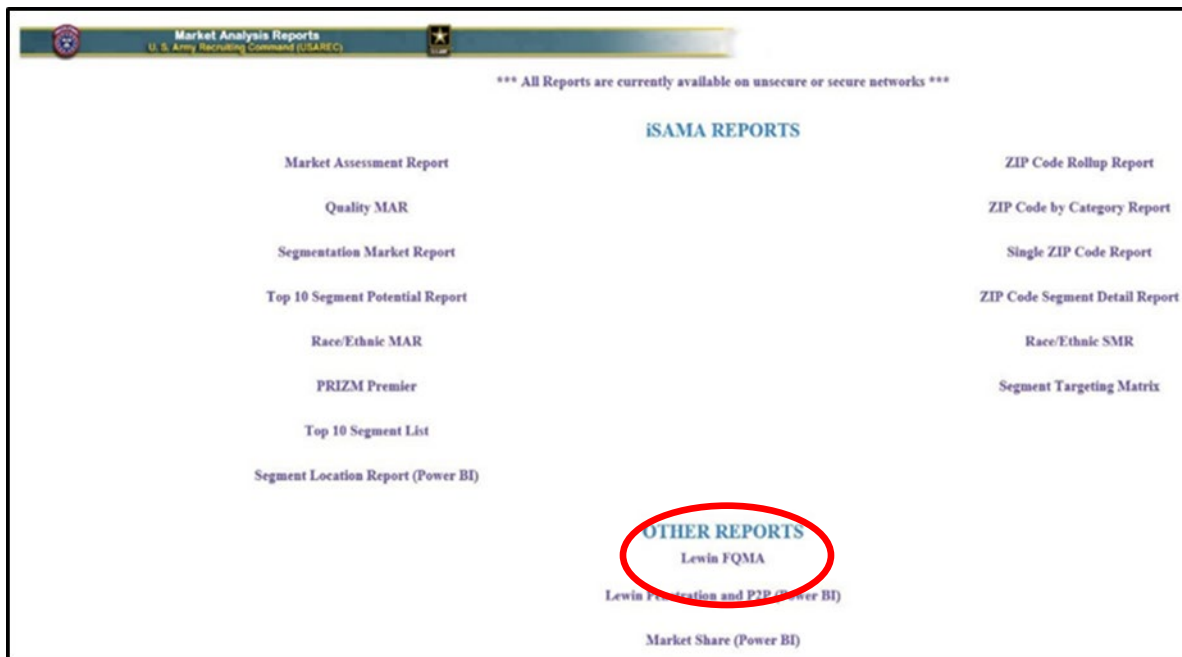 Market Analysis Reports
U. S. Army Recruiting Command (USAREC)
*** All Reports are currently available on unsecure or secure networks ***
iSAMA REPORTS
Market Assessment Report
ZIP Code Rollup Report
Quality MAR
ZIP Code by Category Report
Segmentation Market Report
Single ZIP Code Report
Top 10 Segment Potential Report
ZIP Code Segment Detail Report
Race/Ethnic MAR
Race/Ethnic SMR
PRIZM Premier
Segment Targeting Matrix
Top 10 Segment List
Segment Location Report (Power BI)
OTHER REPORTS
Lewin FQMA
Lewin Penetration and P2P (Power BI)
Market Share (Power BI)